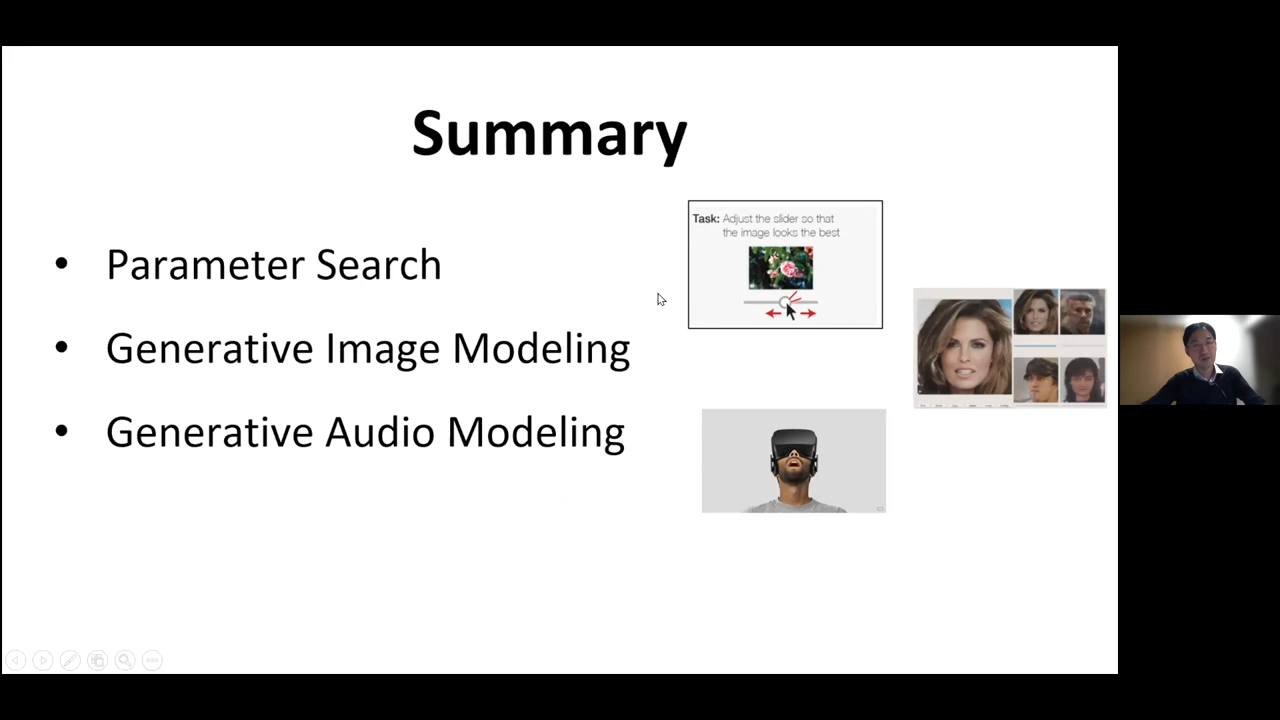 Summary
Task: Adjust the slider so that
the image looks the best
• Parameter Search
• Generative Image Modeling
• Generative Audio Modeling